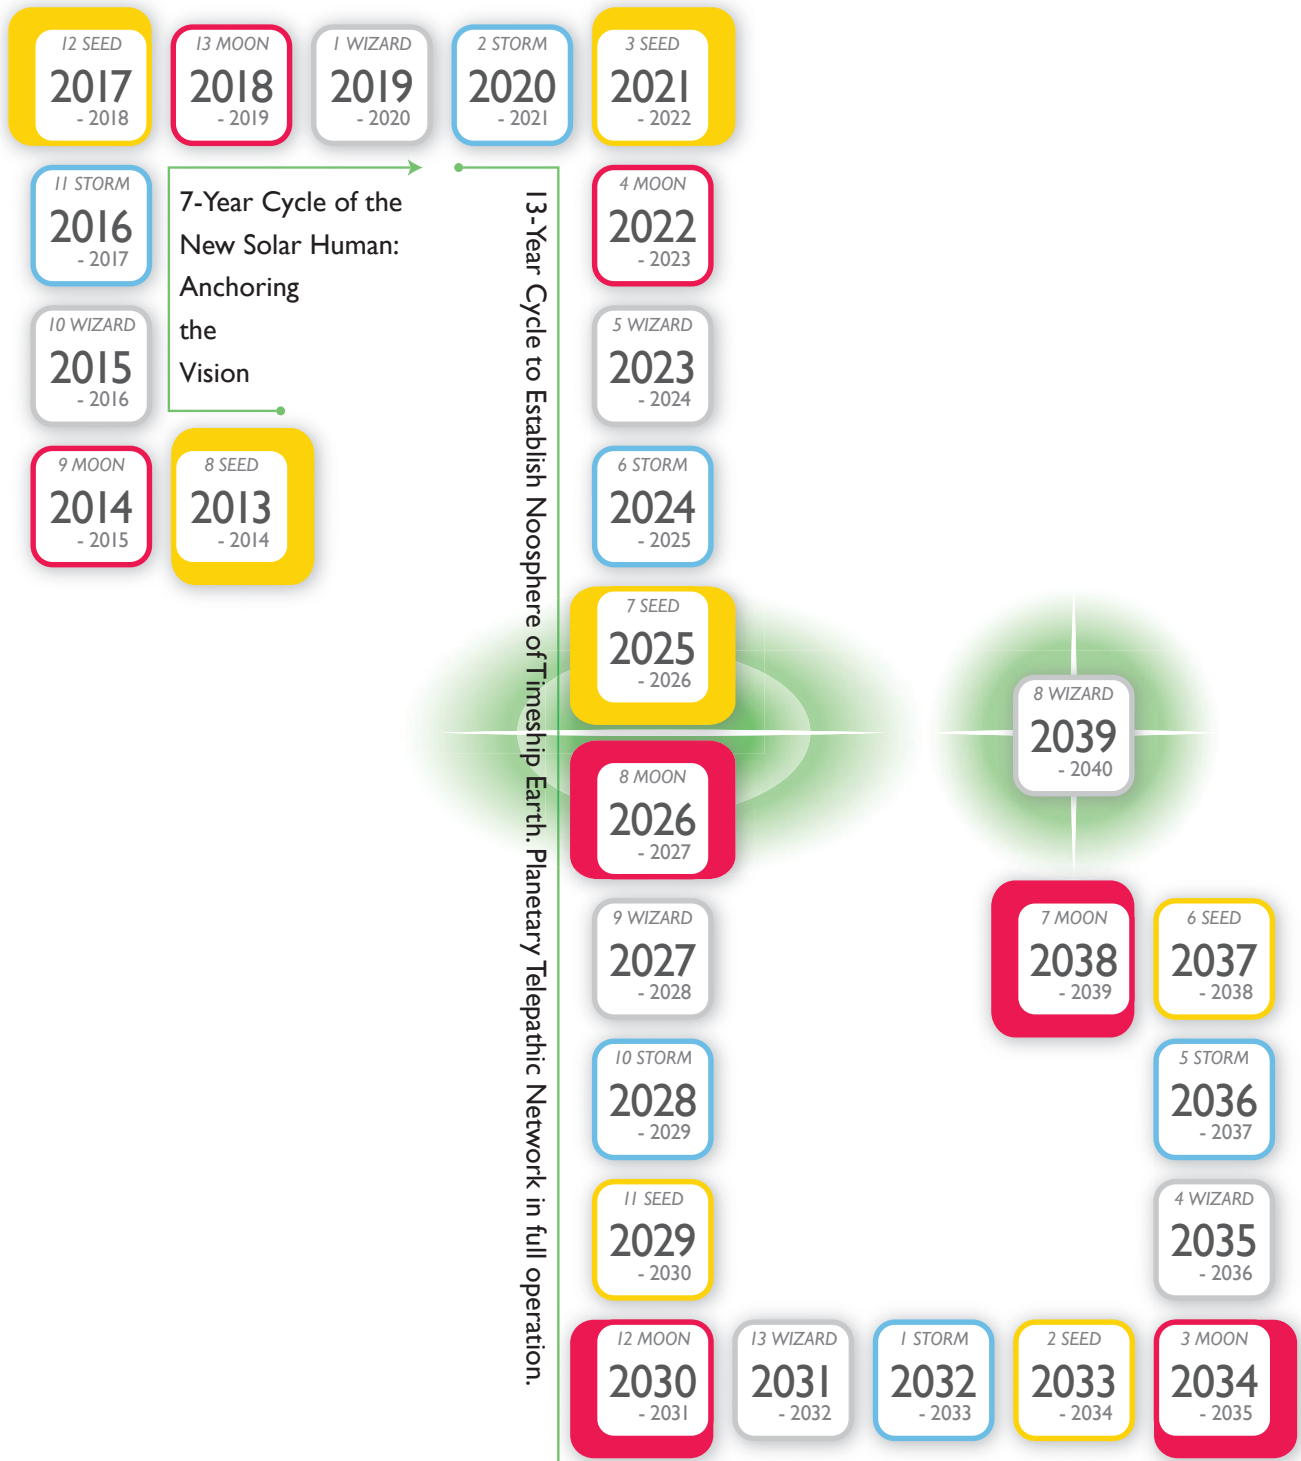 12 SEED
2017
- 2018
13 MOON
2018
- 2019
1 WIZARD
2019
- 2020
2 STORM
2020
- 2021
3 SEED
2021
- 2022
11 STORM
2016
- 2017
7-Year Cycle of the
New Solar Human:
Anchoring
the
Vision
10 WIZARD
2015
- 2016
9 MOON
2014
- 2015
8 SEED
2013
- 2014
13-Year Cycle to Establish Noosphere of Timeship Earth. Planetary Telepathic Network in full operation.
4 MOON
2022
- 2023
5 WIZARD
2023
- 2024
6 STORM
2024
- 2025
7 SEED
2025
- 2026
8 MOON
2026
- 2027
9 WIZARD
2027
- 2028
10 STORM
2028
- 2029
11 SEED
2029
- 2030
12 MOON
2030
- 2031
13 WIZARD
2031
- 2032
1 STORM
2032
- 2033
2 SEED
2033
- 2034
3 MOON
2034
- 2035
4 WIZARD
2035
- 2036
5 STORM
2036
- 2037
6 SEED
2037
- 2038
7 MOON
2038
- 2039
8 WIZARD
2039
- 2040